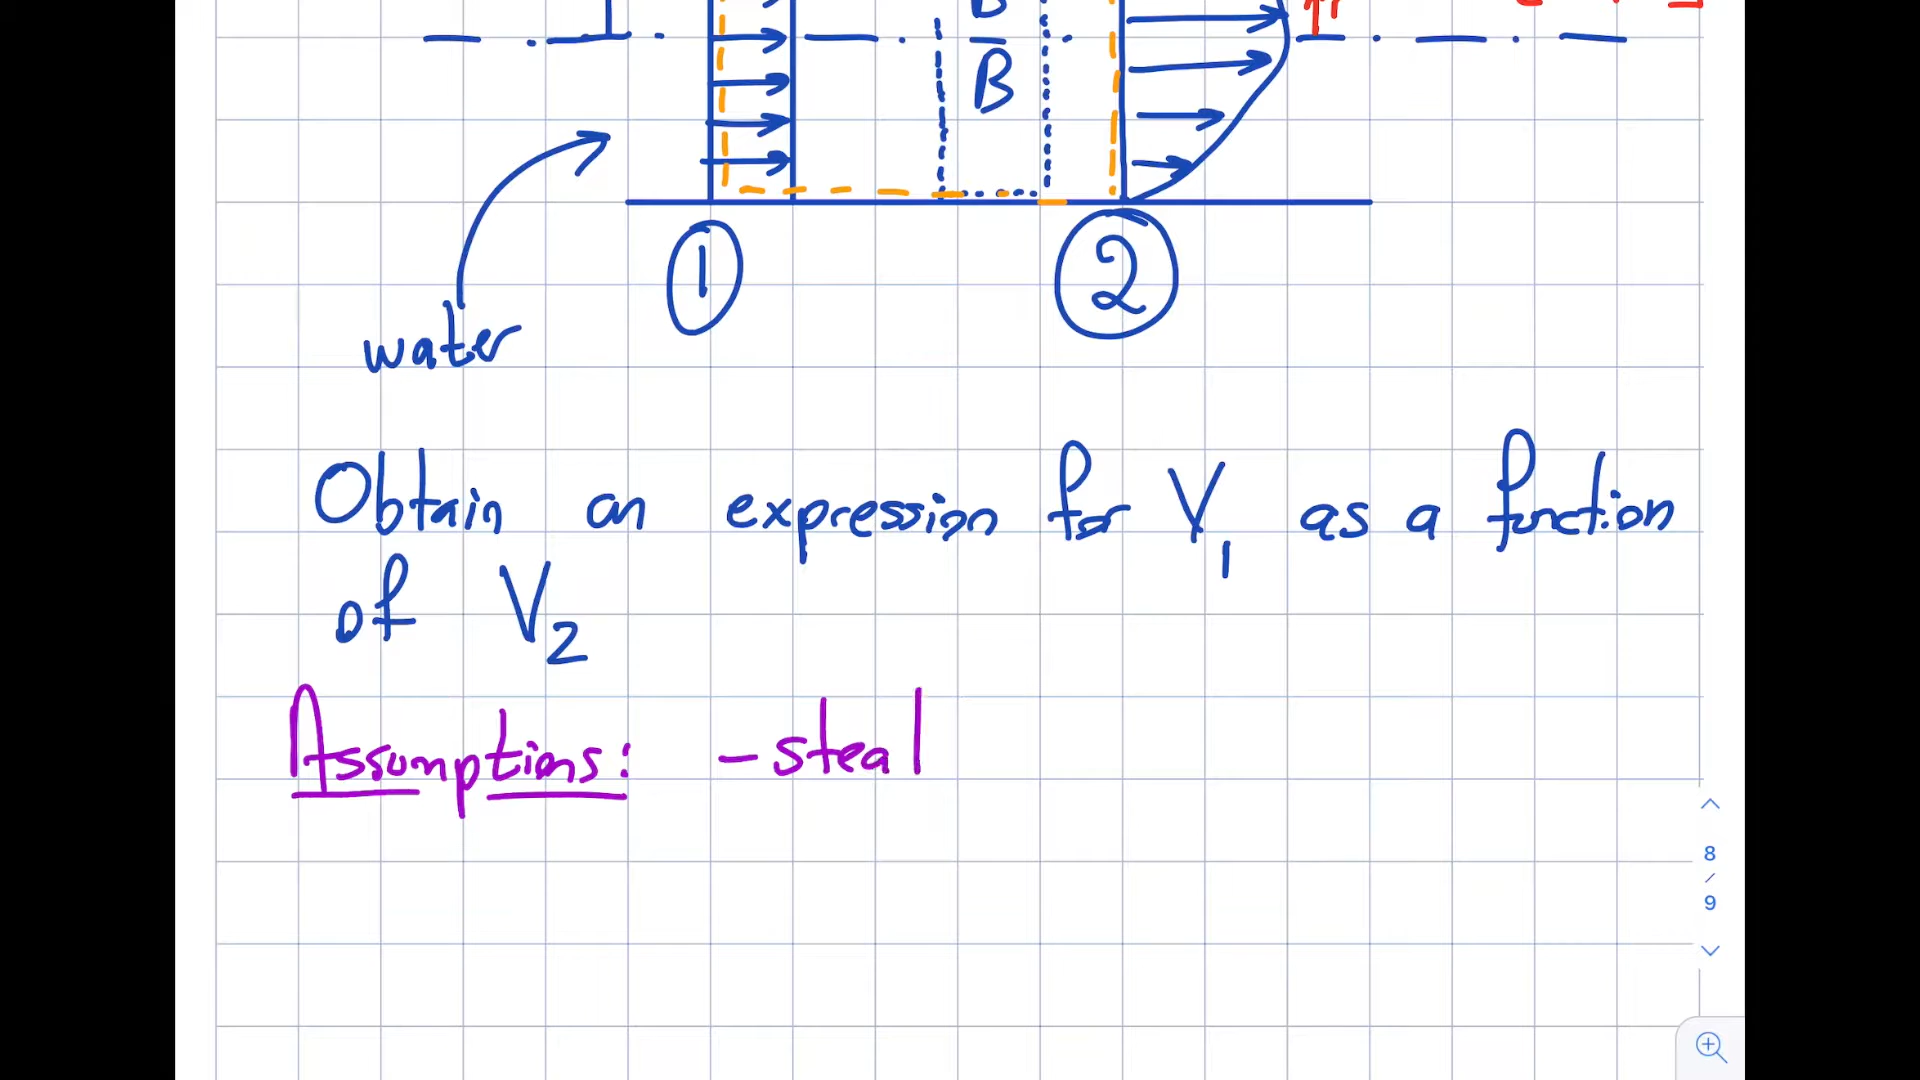 B
B
1
2
water
Obtain an expression for V1 as a function
of V2
Assumptions: - steal
8
/
9